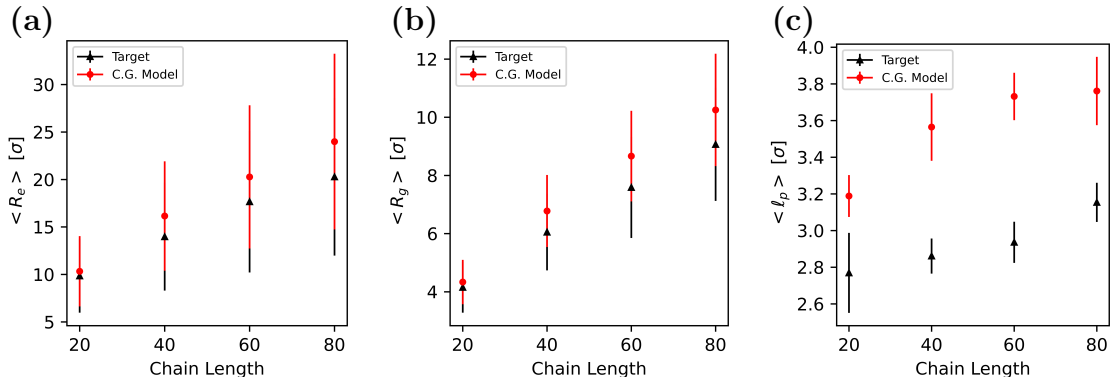 (a)
Target
C.G. Model
< R_e > [σ]
30
25
20
15
10
5
20 40 60 80
Chain Length
(b)
Target
C.G. Model
< R_g > [σ]
12
10
8
6
4
20 40 60 80
Chain Length
(c)
Target
C.G. Model
< ℓ_p > [σ]
4.0
3.8
3.6
3.4
3.2
3.0
2.8
2.6
20 40 60 80
Chain Length